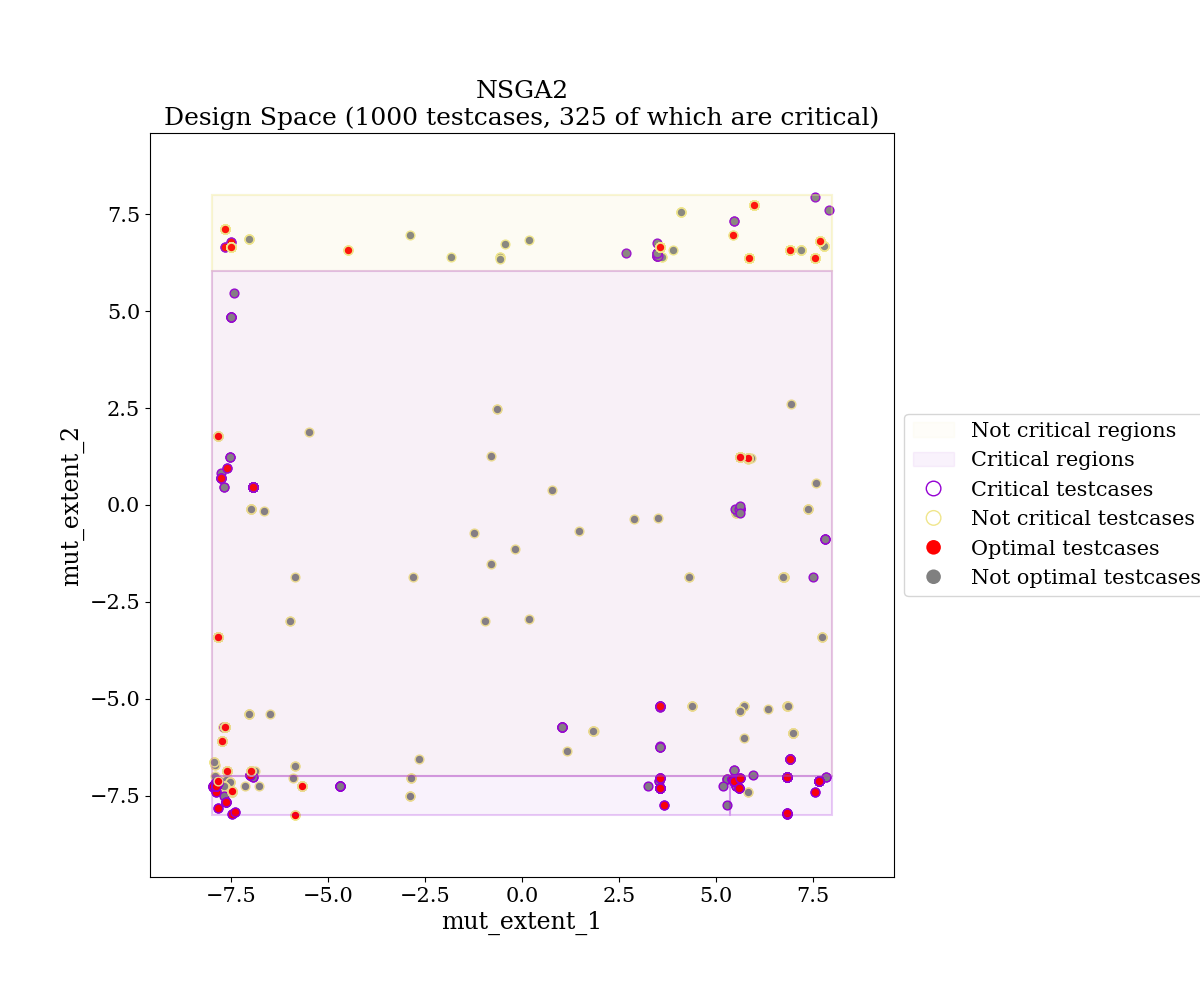 NSGA2
Design Space (1000 testcases, 325 of which are critical)
mut_extent_2
7.5
5.0
2.5
0.0
−2.5
−5.0
−7.5
−7.5
−5.0
−2.5
0.0
2.5
5.0
7.5
mut_extent_1
Not critical regions
Critical regions
Critical testcases
Not critical testcases
Optimal testcases
Not optimal testcases